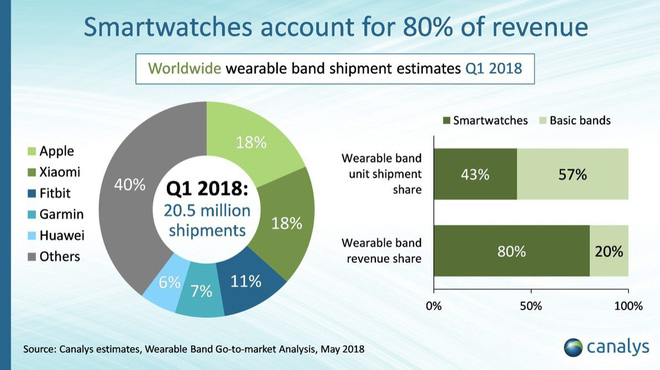 Smartwatches account for 80% of revenue
Worldwide wearable band shipment estimates Q1 2018
Apple
Xiaomi
Fitbit
Garmin
Huawei
Others
18%
18%
11%
7%
6%
40%
Q1 2018:
20.5 million
shipments
Smartwatches
Basic bands
Wearable band
unit shipment
share
43%
57%
Wearable band
revenue share
80%
20%
0%
50%
100%
Source: Canalys estimates, Wearable Band Go-to-market Analysis, May 2018
canalys